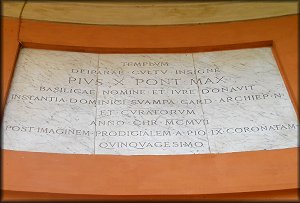 TEMPLVM
DEIPARAE CVLTV INSIGNE
PIVS X PONT MAX
BASILICAE NOMINE ET IVRE DONAVIT
INSTANTIA DOMINICI SVAMPA CARD ARCHIEP N
ET CVRATORVM
ANNO CHR MCMVII
POST IMAGINEM PRODIGIALEM A PIO IX CORONATAM
QVINQVAGESIMO